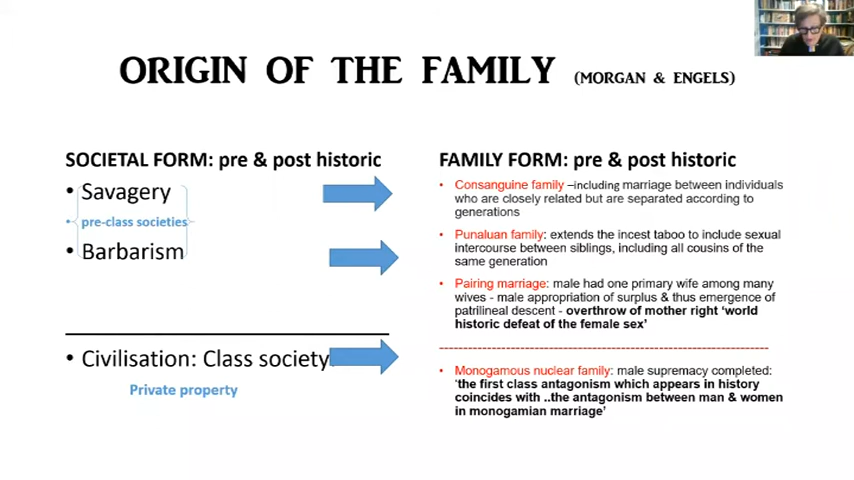 ORIGIN OF THE FAMILY (MORGAN & ENGELS)
SOCIETAL FORM: pre & post historic
• Savagery
• pre-class societies
• Barbarism
• Civilisation: Class society
Private property
FAMILY FORM: pre & post historic
• Consanguine family –including marriage between individuals
who are closely related but are separated according to
generations
• Punaluan family: extends the incest taboo to include sexual
intercourse between siblings, including all cousins of the
same generation
• Pairing marriage: male had one primary wife among many
wives - male appropriation of surplus & thus emergence of
patrilineal descent - overthrow of mother right ‘world
historic defeat of the female sex’
• Monogamous nuclear family: male supremacy completed:
‘the first class antagonism which appears in history
coincides with ..the antagonism between man & women
in monogamian marriage’